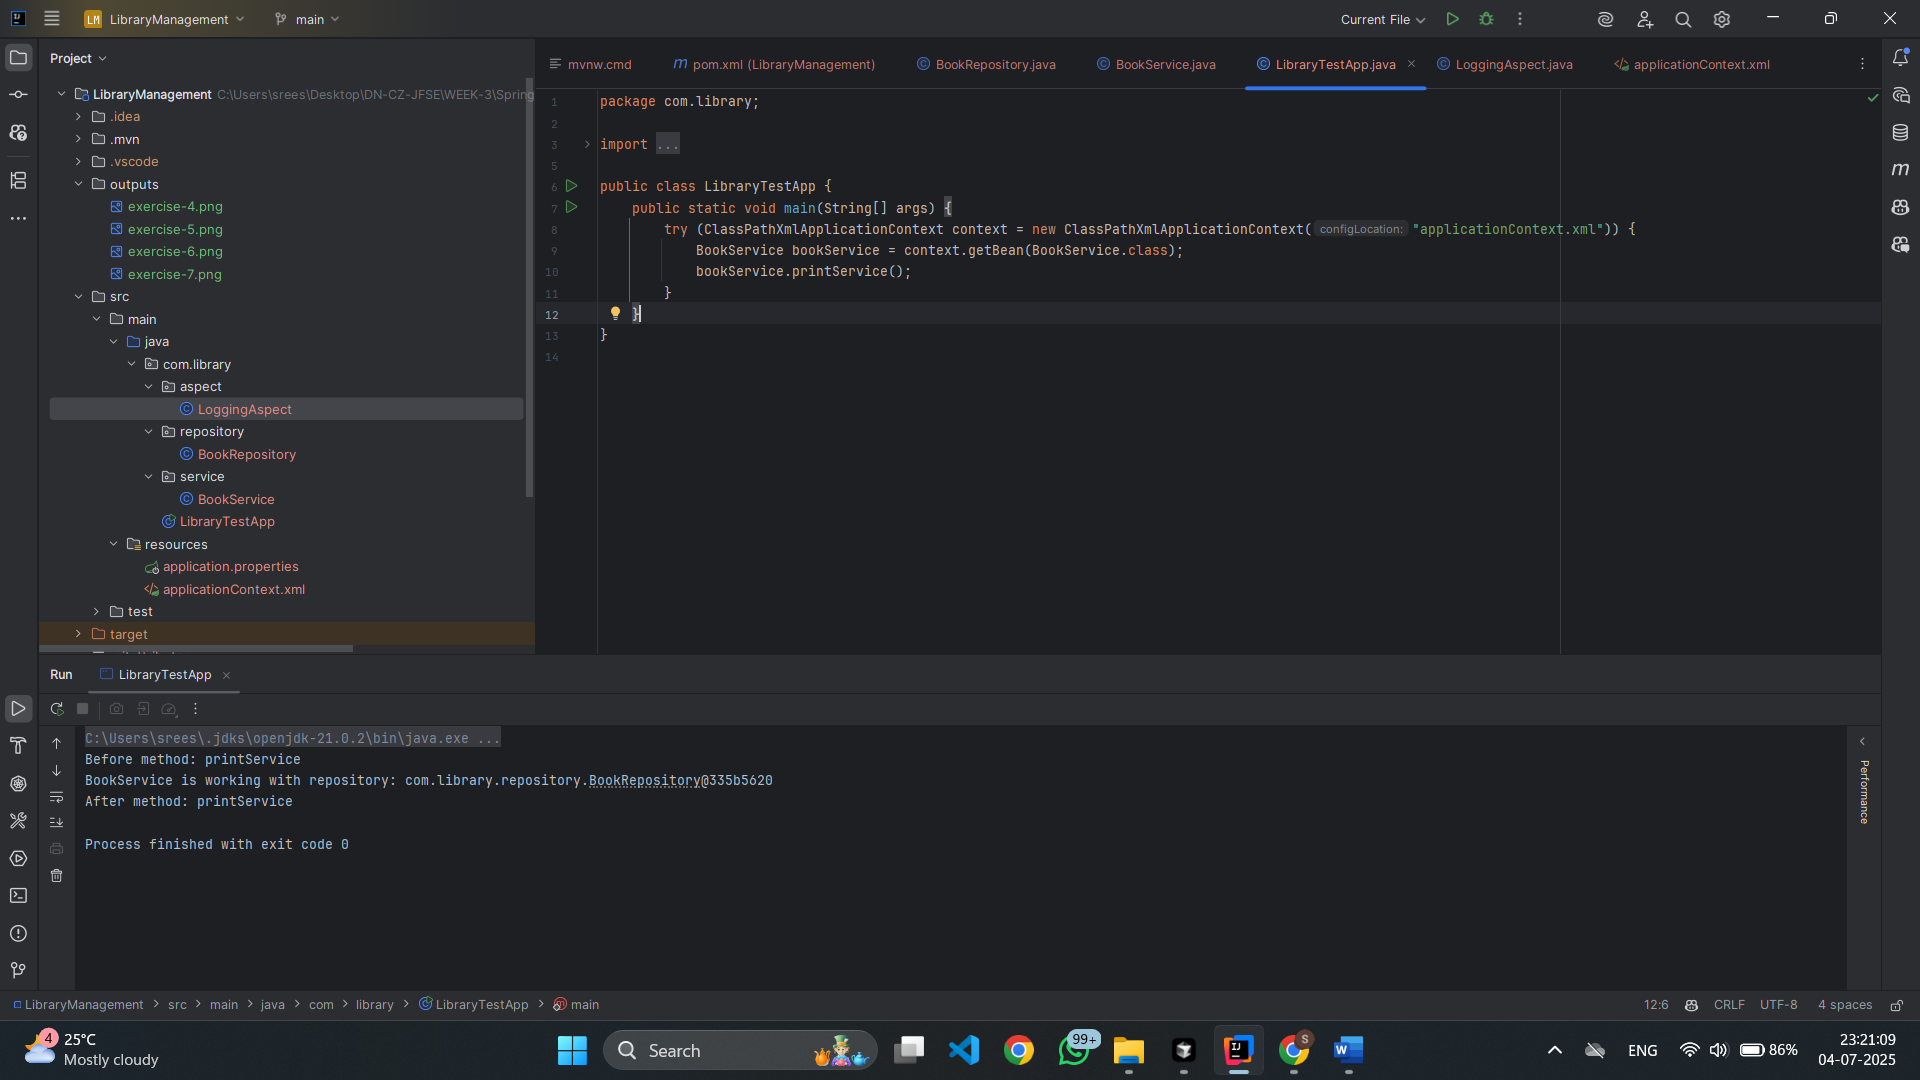 LM LibraryManagement main Current File
Project
LibraryManagement C:\Users\srees\Desktop\DN-CZ-JFSE\WEEK-3\Spring
.idea
.mvn
.vscode
outputs
exercise-4.png
exercise-5.png
exercise-6.png
exercise-7.png
src
main
java
com.library
aspect
LoggingAspect
repository
BookRepository
service
BookService
LibraryTestApp
resources
application.properties
applicationContext.xml
test
target
mvnw.cmd pom.xml (LibraryManagement) BookRepository.java BookService.java LibraryTestApp.java LoggingAspect.java applicationContext.xml
1 package com.library;
2
3 import ...
5
6 public class LibraryTestApp {
7 public static void main(String[] args) {
8 try (ClassPathXmlApplicationContext context = new ClassPathXmlApplicationContext( configLocation: "applicationContext.xml")) {
9 BookService bookService = context.getBean(BookService.class);
10 bookService.printService();
11 }
12 }
13 }
14
Run LibraryTestApp
C:\Users\srees\.jdks\openjdk-21.0.2\bin\java.exe ...
Before method: printService
BookService is working with repository: com.library.repository.BookRepository@335b5620
After method: printService
Process finished with exit code 0
Performance
LibraryManagement > src > main > java > com > library > LibraryTestApp > main 12:6 CRLF UTF-8 4 spaces
4 25°C
Mostly cloudy
Search
99+
S
ENG
86%
23:21:09
04-07-2025